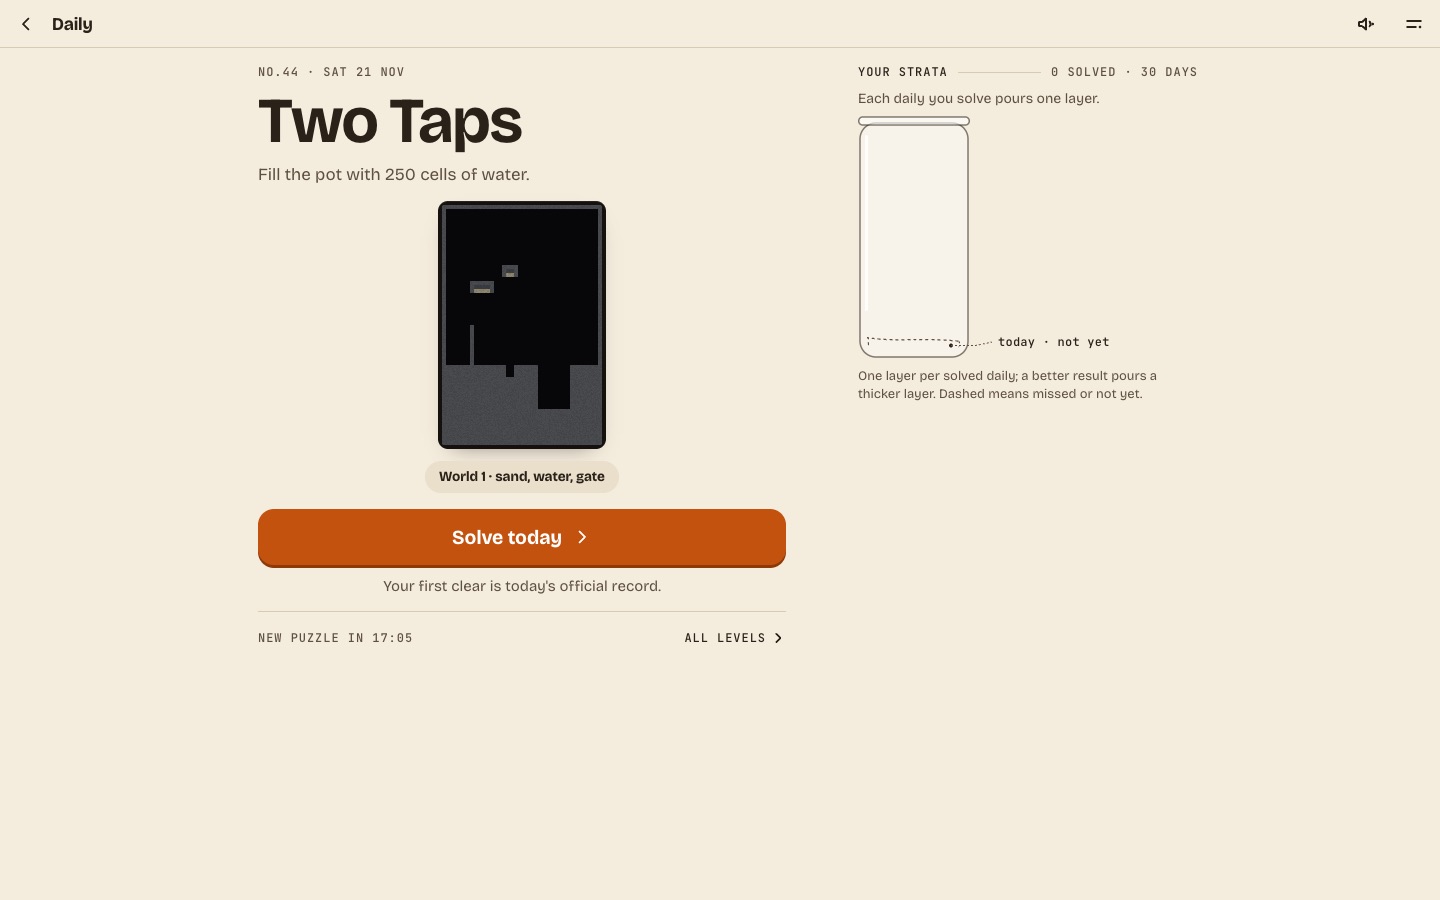 Daily
NO.44 · SAT 21 NOV
Two Taps
Fill the pot with 250 cells of water.
World 1 · sand, water, gate
Solve today
Your first clear is today's official record.
NEW PUZZLE IN 17:05
ALL LEVELS
YOUR STRATA
0 SOLVED · 30 DAYS
Each daily you solve pours one layer.
today · not yet
One layer per solved daily; a better result pours a
thicker layer. Dashed means missed or not yet.